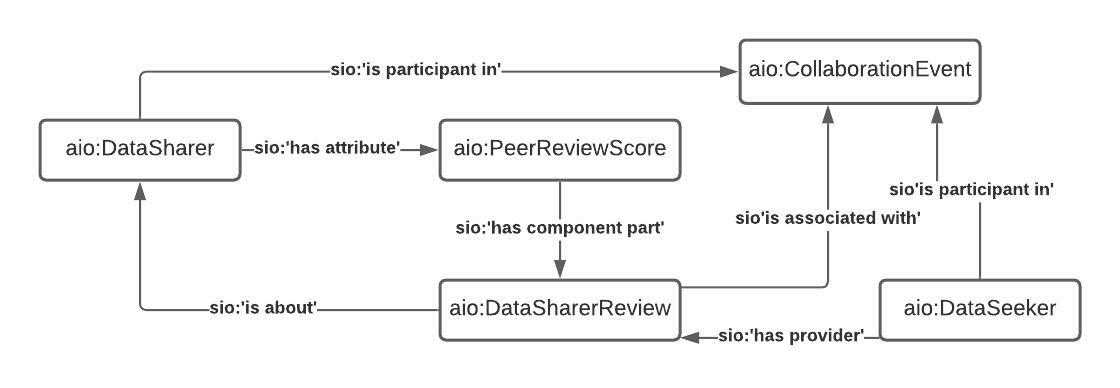 sio:'is participant in'
aio:CollaborationEvent
aio:DataSharer
sio:'has attribute'
aio:PeerReviewScore
sio'is participant in'
sio'is associated with'
sio:'has component part'
sio:'is about'
aio:DataSharerReview
aio:DataSeeker
sio:'has provider'